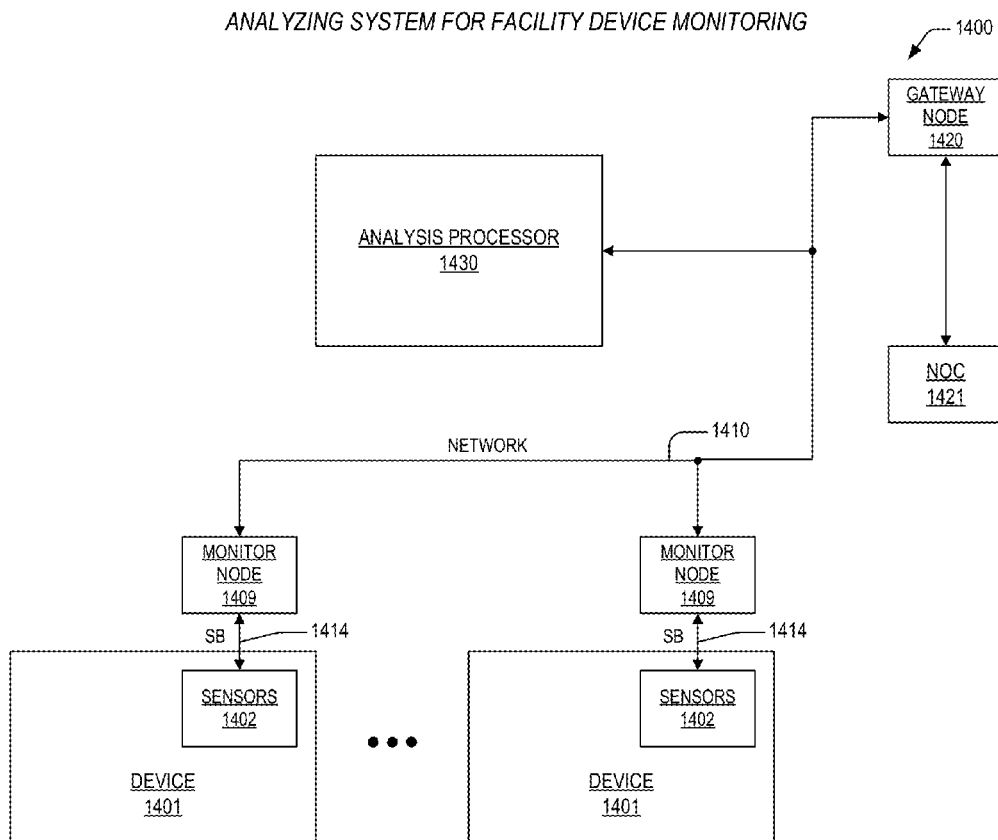 ANALYZING SYSTEM FOR FACILITY DEVICE MONITORING
1400
GATEWAY
NODE
1420
ANALYSIS PROCESSOR
1430
NOC
1421
1410
NETWORK
MONITOR
NODE
1409
MONITOR
NODE
1409
SB
1414
SB
1414
SENSORS
1402
SENSORS
1402
DEVICE
1401
DEVICE
1401